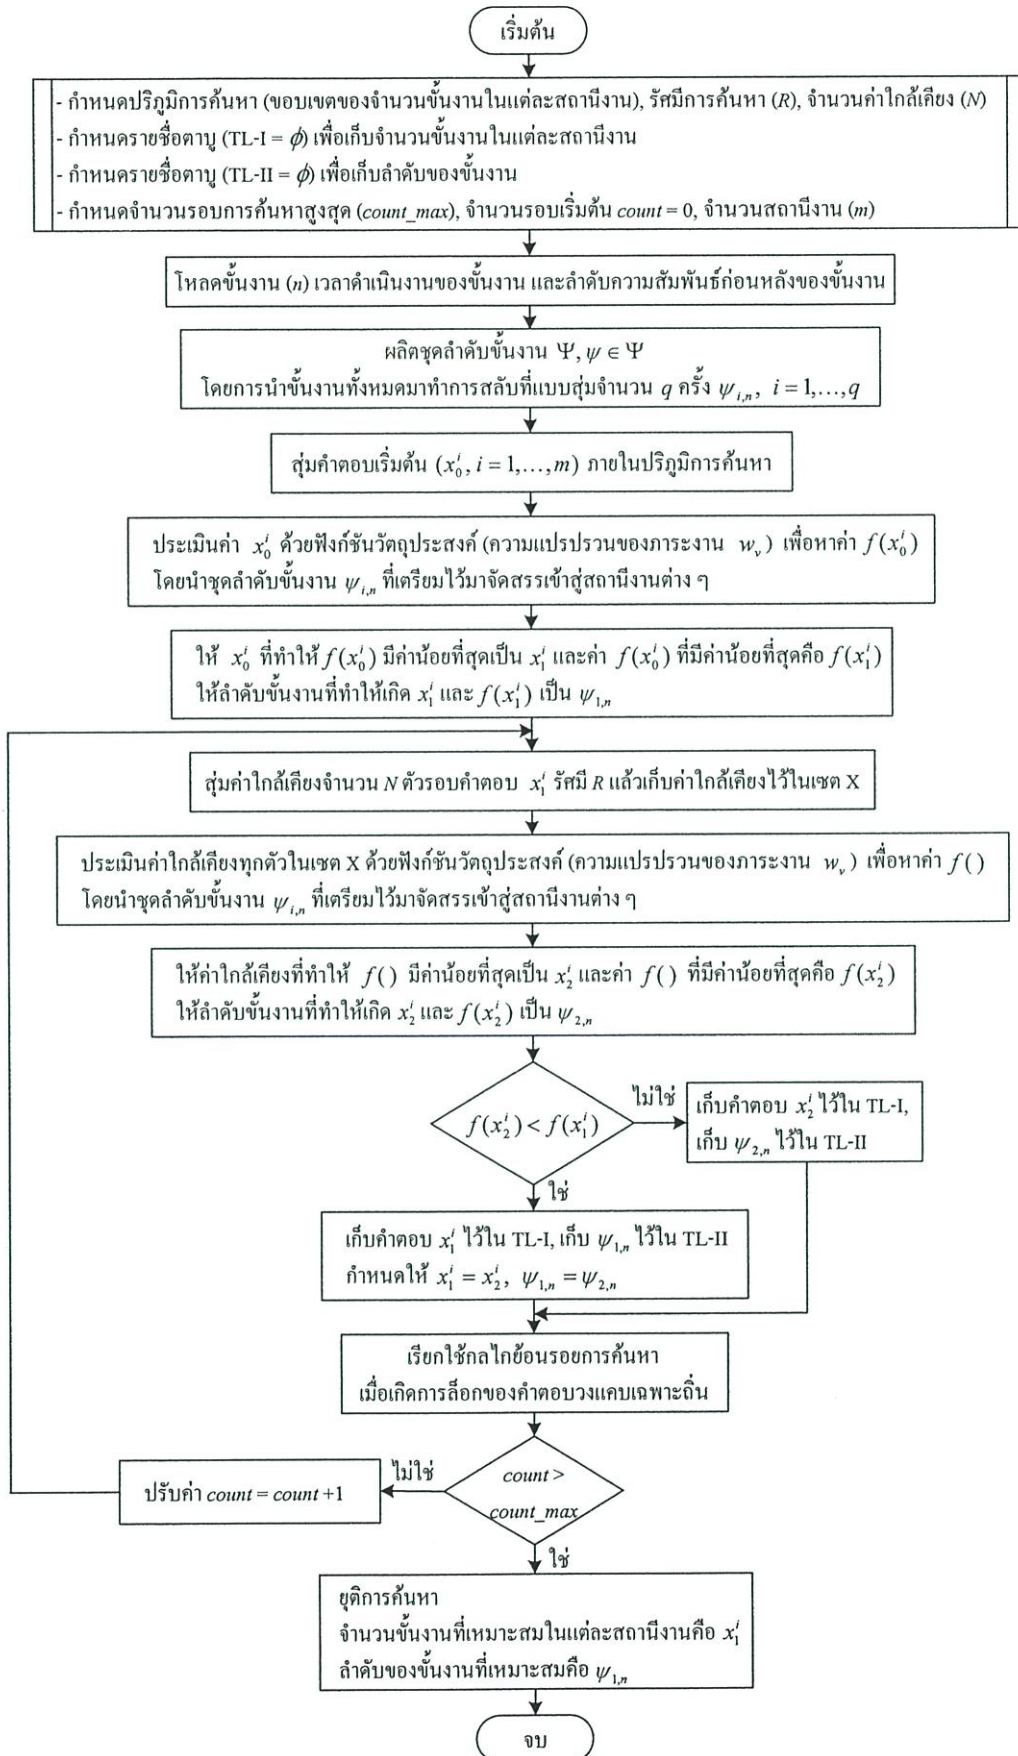 เริ่มต้น
- กำหนดปริภูมิการค้นหา (ขอบเขตของจำนวนขั้นงานในแต่ละสถานีงาน), รัศมีการค้นหา (R), จำนวนค่าใกล้เคียง (N)
- กำหนดรายชื่อตาบู (TL-I = ϕ) เพื่อเก็บจำนวนขั้นงานในแต่ละสถานีงาน
- กำหนดรายชื่อตาบู (TL-II = ϕ) เพื่อเก็บลำดับของขั้นงาน
- กำหนดจำนวนรอบการค้นหาสูงสุด (count_max), จำนวนรอบเริ่มต้น count = 0, จำนวนสถานีงาน (m)
โหลดขั้นงาน (n) เวลาดำเนินงานของขั้นงาน และลำดับความสัมพันธ์ก่อนหลังของขั้นงาน
ผลิตชุดลำดับขั้นงาน Ψ, ψ ∈ Ψ
โดยการนำขั้นงานทั้งหมดมาทำการสลับที่แบบสุ่มจำนวน q ครั้ง ψ_{i,n}, i = 1,…,q
สุ่มคำตอบเริ่มต้น (x_0^i, i = 1,…,m) ภายในปริภูมิการค้นหา
ประเมินค่า x_0^i ด้วยฟังก์ชันวัตถุประสงค์ (ความแปรปรวนของภาระงาน w_v) เพื่อหาค่า f(x_0^i)
โดยนำชุดลำดับขั้นงาน ψ_{i,n} ที่เตรียมไว้มาจัดสรรเข้าสู่สถานีงานต่าง ๆ
ให้ x_0^i ที่ทำให้ f(x_0^i) มีค่าน้อยที่สุดเป็น x_1^i และค่า f(x_0^i) ที่มีค่าน้อยที่สุดคือ f(x_1^i)
ให้ลำดับขั้นงานที่ทำให้เกิด x_1^i และ f(x_1^i) เป็น ψ_{1,n}
สุ่มค่าใกล้เคียงจำนวน N ตัวรอบคำตอบ x_1^i รัศมี R แล้วเก็บค่าใกล้เคียงไว้ในเซต X
ประเมินค่าใกล้เคียงทุกตัวในเซต X ด้วยฟังก์ชันวัตถุประสงค์ (ความแปรปรวนของภาระงาน w_v) เพื่อหาค่า f()
โดยนำชุดลำดับขั้นงาน ψ_{i,n} ที่เตรียมไว้มาจัดสรรเข้าสู่สถานีงานต่าง ๆ
ให้ค่าใกล้เคียงที่ทำให้ f() มีค่าน้อยที่สุดเป็น x_2^i และค่า f() ที่มีค่าน้อยที่สุดคือ f(x_2^i)
ให้ลำดับขั้นงานที่ทำให้เกิด x_2^i และ f(x_2^i) เป็น ψ_{2,n}
f(x_2^i) < f(x_1^i)
ไม่ใช่
เก็บคำตอบ x_2^i ไว้ใน TL-I,
เก็บ ψ_{2,n} ไว้ใน TL-II
ใช่
เก็บคำตอบ x_1^i ไว้ใน TL-I, เก็บ ψ_{1,n} ไว้ใน TL-II
กำหนดให้ x_1^i = x_2^i, ψ_{1,n} = ψ_{2,n}
เรียกใช้กลไกย้อนรอยการค้นหา
เมื่อเกิดการล็อกของคำตอบวงแคบเฉพาะถิ่น
count >
count_max
ไม่ใช่
ปรับค่า count = count +1
ใช่
ยุติการค้นหา
จำนวนขั้นงานที่เหมาะสมในแต่ละสถานีงานคือ x_1^i
ลำดับของขั้นงานที่เหมาะสมคือ ψ_{1,n}
จบ